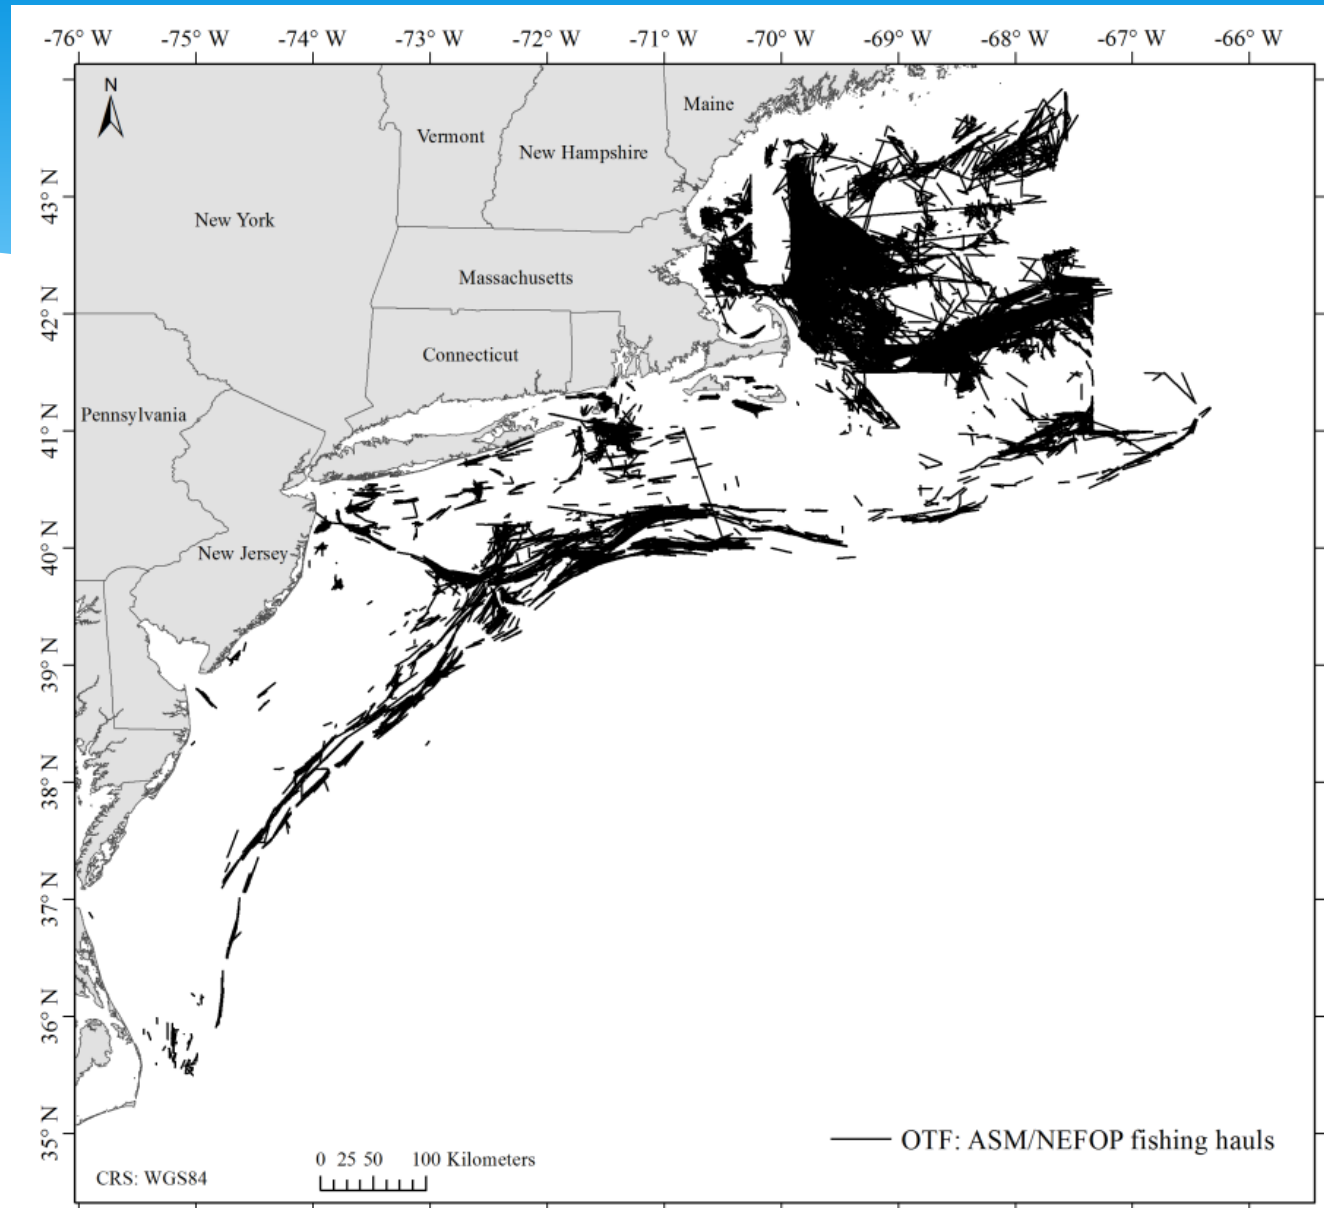 -76° W -75° W -74° W -73° W -72° W -71° W -70° W -69° W -68° W -67° W -66° W
N
Maine
Vermont
New Hampshire
43° N
New York
Massachusetts
42° N
Connecticut
Pennsylvania
41° N
40° N
New Jersey
39° N
38° N
37° N
36° N
35° N
OTF: ASM/NEFOP fishing hauls
0 25 50 100 Kilometers
CRS: WGS84